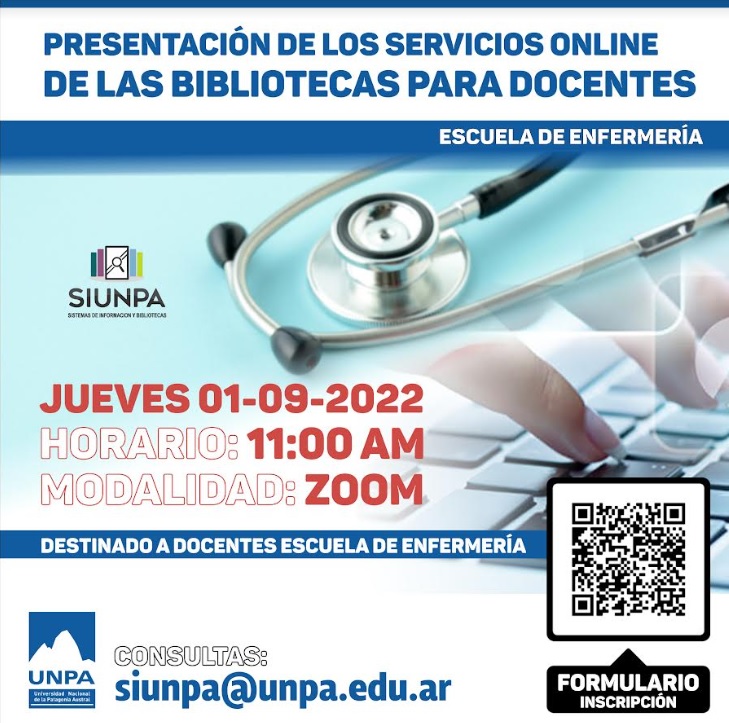 PRESENTACIÓN DE LOS SERVICIOS ONLINE
DE LAS BIBLIOTECAS PARA DOCENTES
ESCUELA DE ENFERMERÍA
SIUNPA
SISTEMAS DE INFORMACION Y BIBLIOTECAS
JUEVES 01-09-2022
HORARIO: 11:00 AM
MODALIDAD: ZOOM
DESTINADO A DOCENTES ESCUELA DE ENFERMERÍA
UNPA
Universidad Nacional
de la Patagonia Austral
CONSULTAS:
siunpa@unpa.edu.ar
FORMULARIO
INSCRIPCIÓN